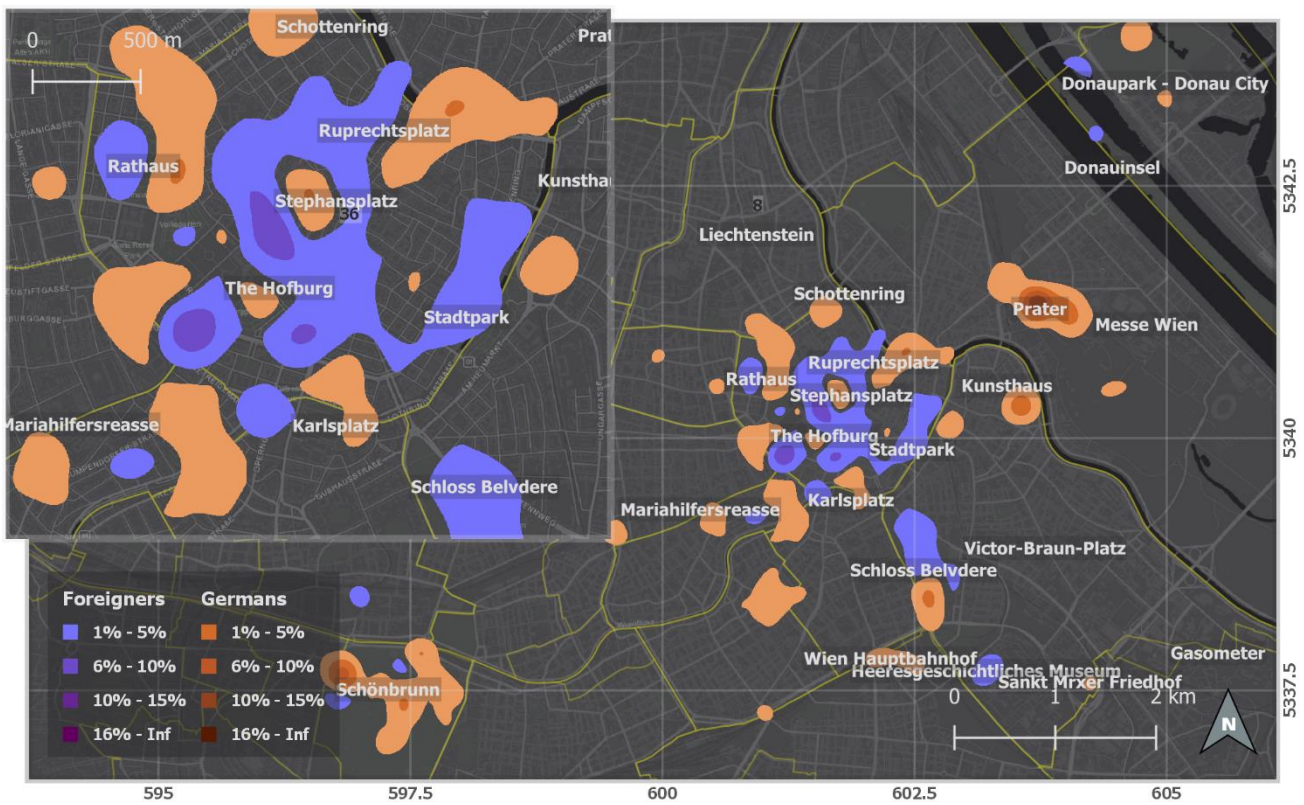 Schottenring
Prat
0 500 m
Ruprechtsplatz
Rathaus
Kunsthau
Stephansplatz
36
The Hofburg
Stadtpark
Mariahilfersreasse
Karlsplatz
Schloss Belvdere
Donaupark - Donau City
Donauinsel
8
Liechtenstein
Schottenring
Prater
Messe Wien
Ruprechtsplatz
Rathaus
Kunsthaus
Stephansplatz
The Hofburg
Stadtpark
Mariahilfersreasse
Karlsplatz
Victor-Braun-Platz
Schloss Belvdere
Gasometer
Wien Hauptbahnhof
Heeresgeschichtliches Museum
Sankt Mrxer Friedhof
Schönbrunn
Foreigners Germans
1% - 5% 1% - 5%
6% - 10% 6% - 10%
10% - 15% 10% - 15%
16% - Inf 16% - Inf
0 2 km
N
5342.5
5340
5337.5
595 597.5 600 602.5 605